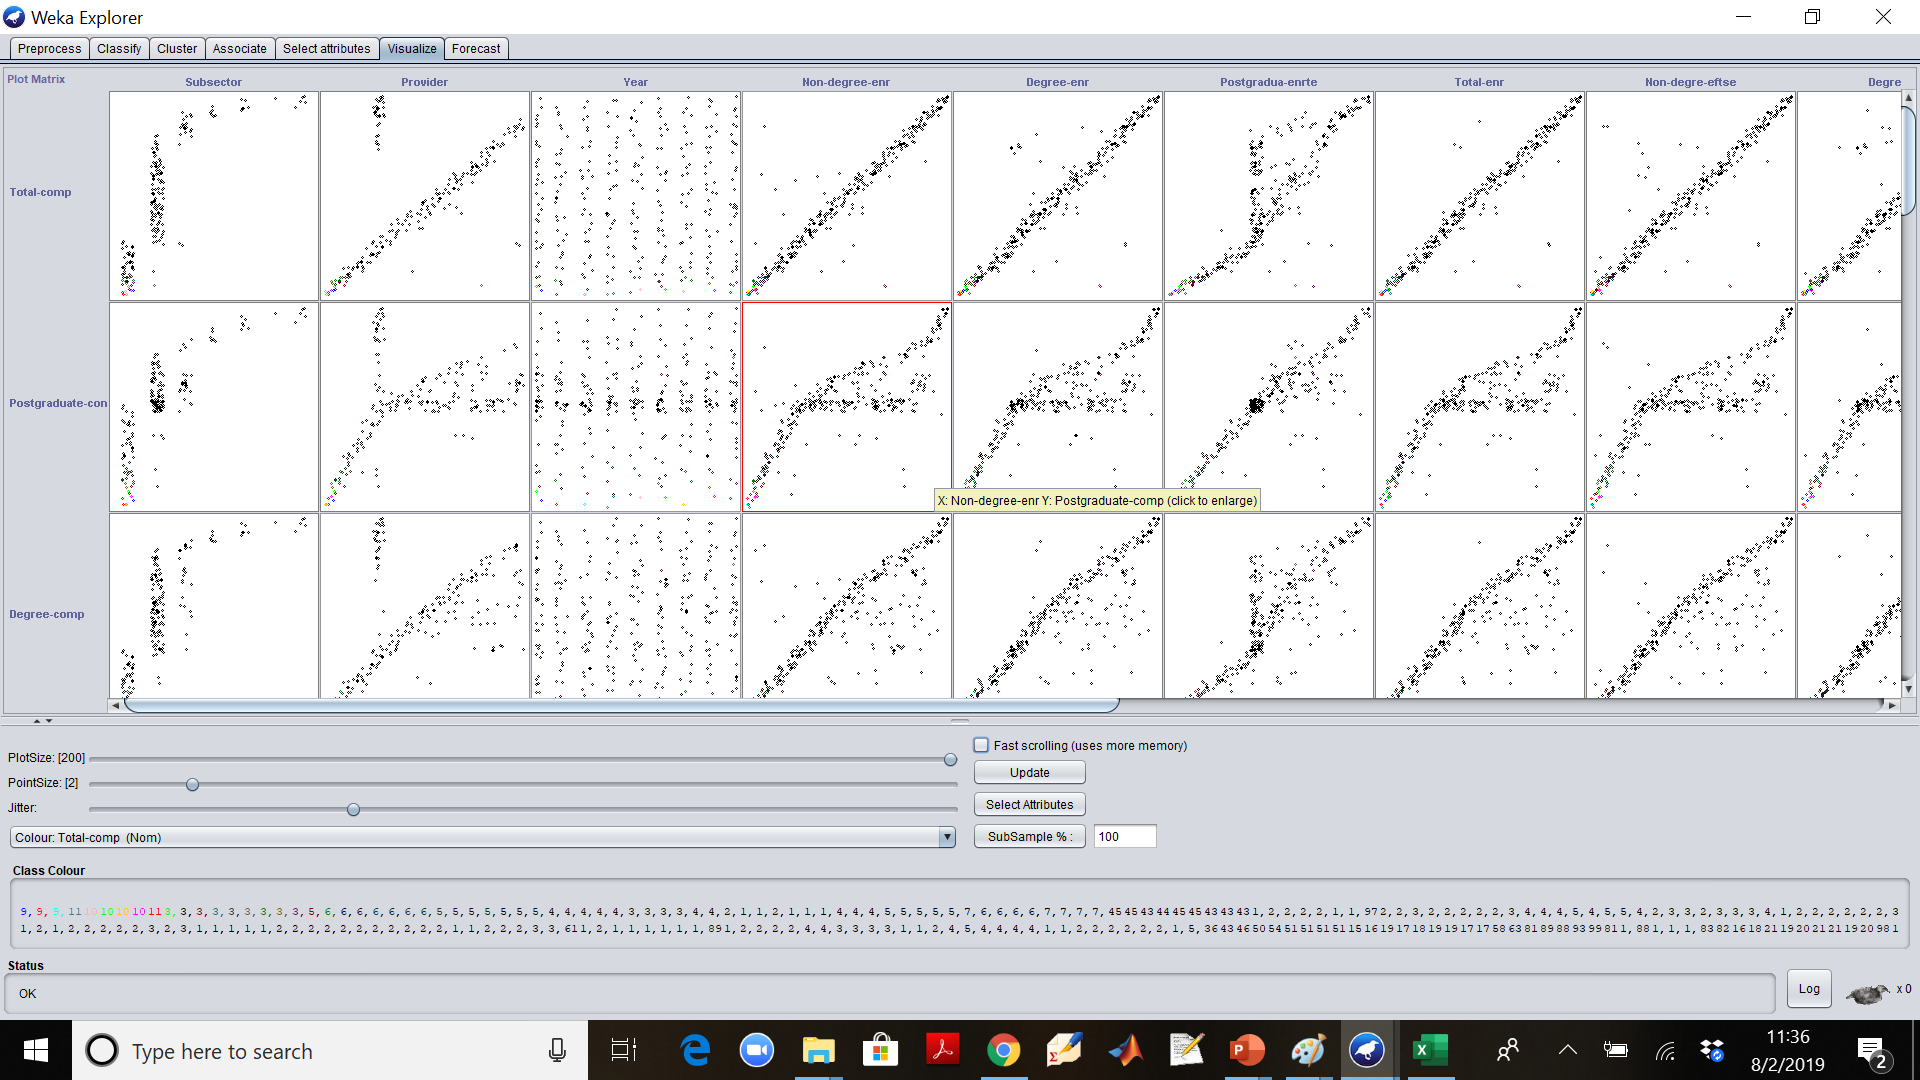 Weka Explorer
Preprocess Classify Cluster Associate Select attributes Visualize Forecast
Plot Matrix Subsector Provider Year Non-degree-enr Degree-enr Postgradua-enrte Total-enr Non-degre-eftse Degre
Total-comp
Postgraduate-con
X: Non-degree-enr Y: Postgraduate-comp (click to enlarge)
Degree-comp
PlotSize: [200]
Fast scrolling (uses more memory)
PointSize: [2]
Update
Jitter:
Select Attributes
Colour: Total-comp (Nom)
SubSample % :
100
Class Colour
Status
OK
Log
x 0
Type here to search
11:36
8/2/2019
2